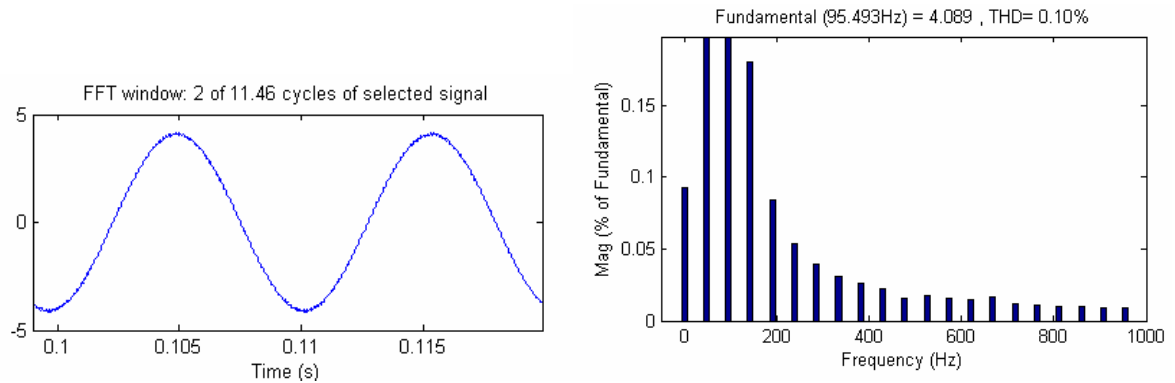 FFT window: 2 of 11.46 cycles of selected signal
5
0
-5
0.1 0.105 0.11 0.115
Time (s)
Fundamental (95.493Hz) = 4.089 , THD= 0.10%
Mag (% of Fundamental)
0.15
0.1
0.05
0
0 200 400 600 800 1000
Frequency (Hz)